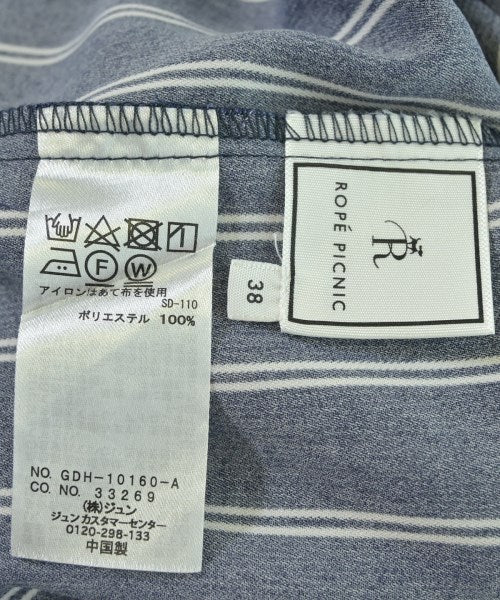 F
W
アイロンはあて布を使用
SD-110
ポリエステル 100%
NO. GDH-10160-A
CO. NO. 33269
(株)ジュン
ジュンカスタマーセンター
0120-298-133
中国製
38
R
ROPÉ PICNIC